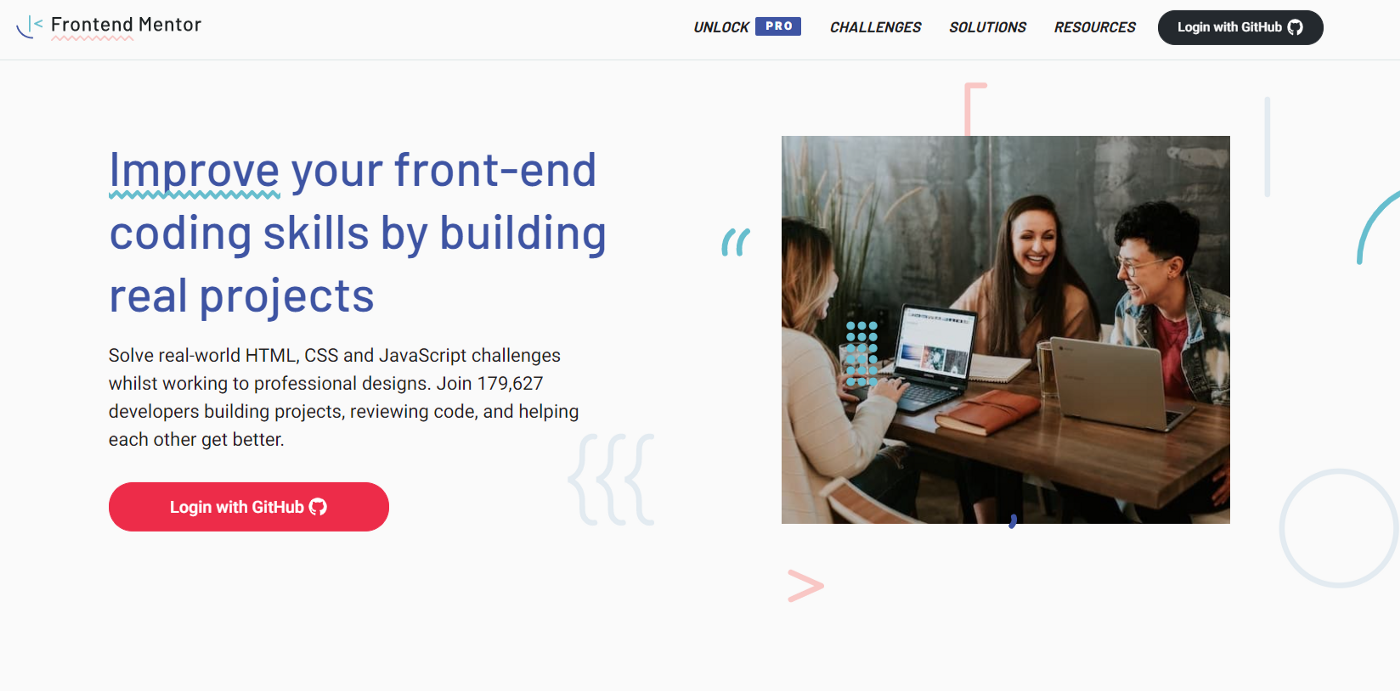 Frontend Mentor
UNLOCK PRO CHALLENGES SOLUTIONS RESOURCES Login with GitHub
Improve your front-end
coding skills by building
real projects
Solve real-world HTML, CSS and JavaScript challenges
whilst working to professional designs. Join 179,627
developers building projects, reviewing code, and helping
each other get better.
Login with GitHub